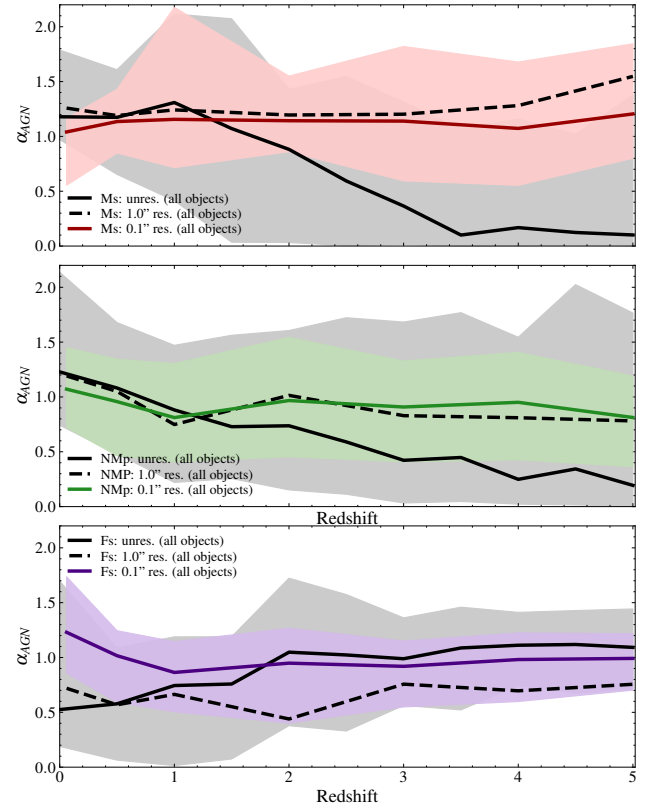 2.0
1.5
1.0
0.5
0.0
α_AGN
Ms: unres. (all objects)
Ms: 1.0” res. (all objects)
Ms: 0.1” res. (all objects)
2.0
1.5
1.0
0.5
0.0
α_AGN
NMp: unres. (all objects)
NMP: 1.0” res. (all objects)
NMp: 0.1” res. (all objects)
Redshift
2.0
1.5
1.0
0.5
0.0
α_AGN
Fs: unres. (all objects)
Fs: 1.0” res. (all objects)
Fs: 0.1” res. (all objects)
0 1 2 3 4 5
Redshift